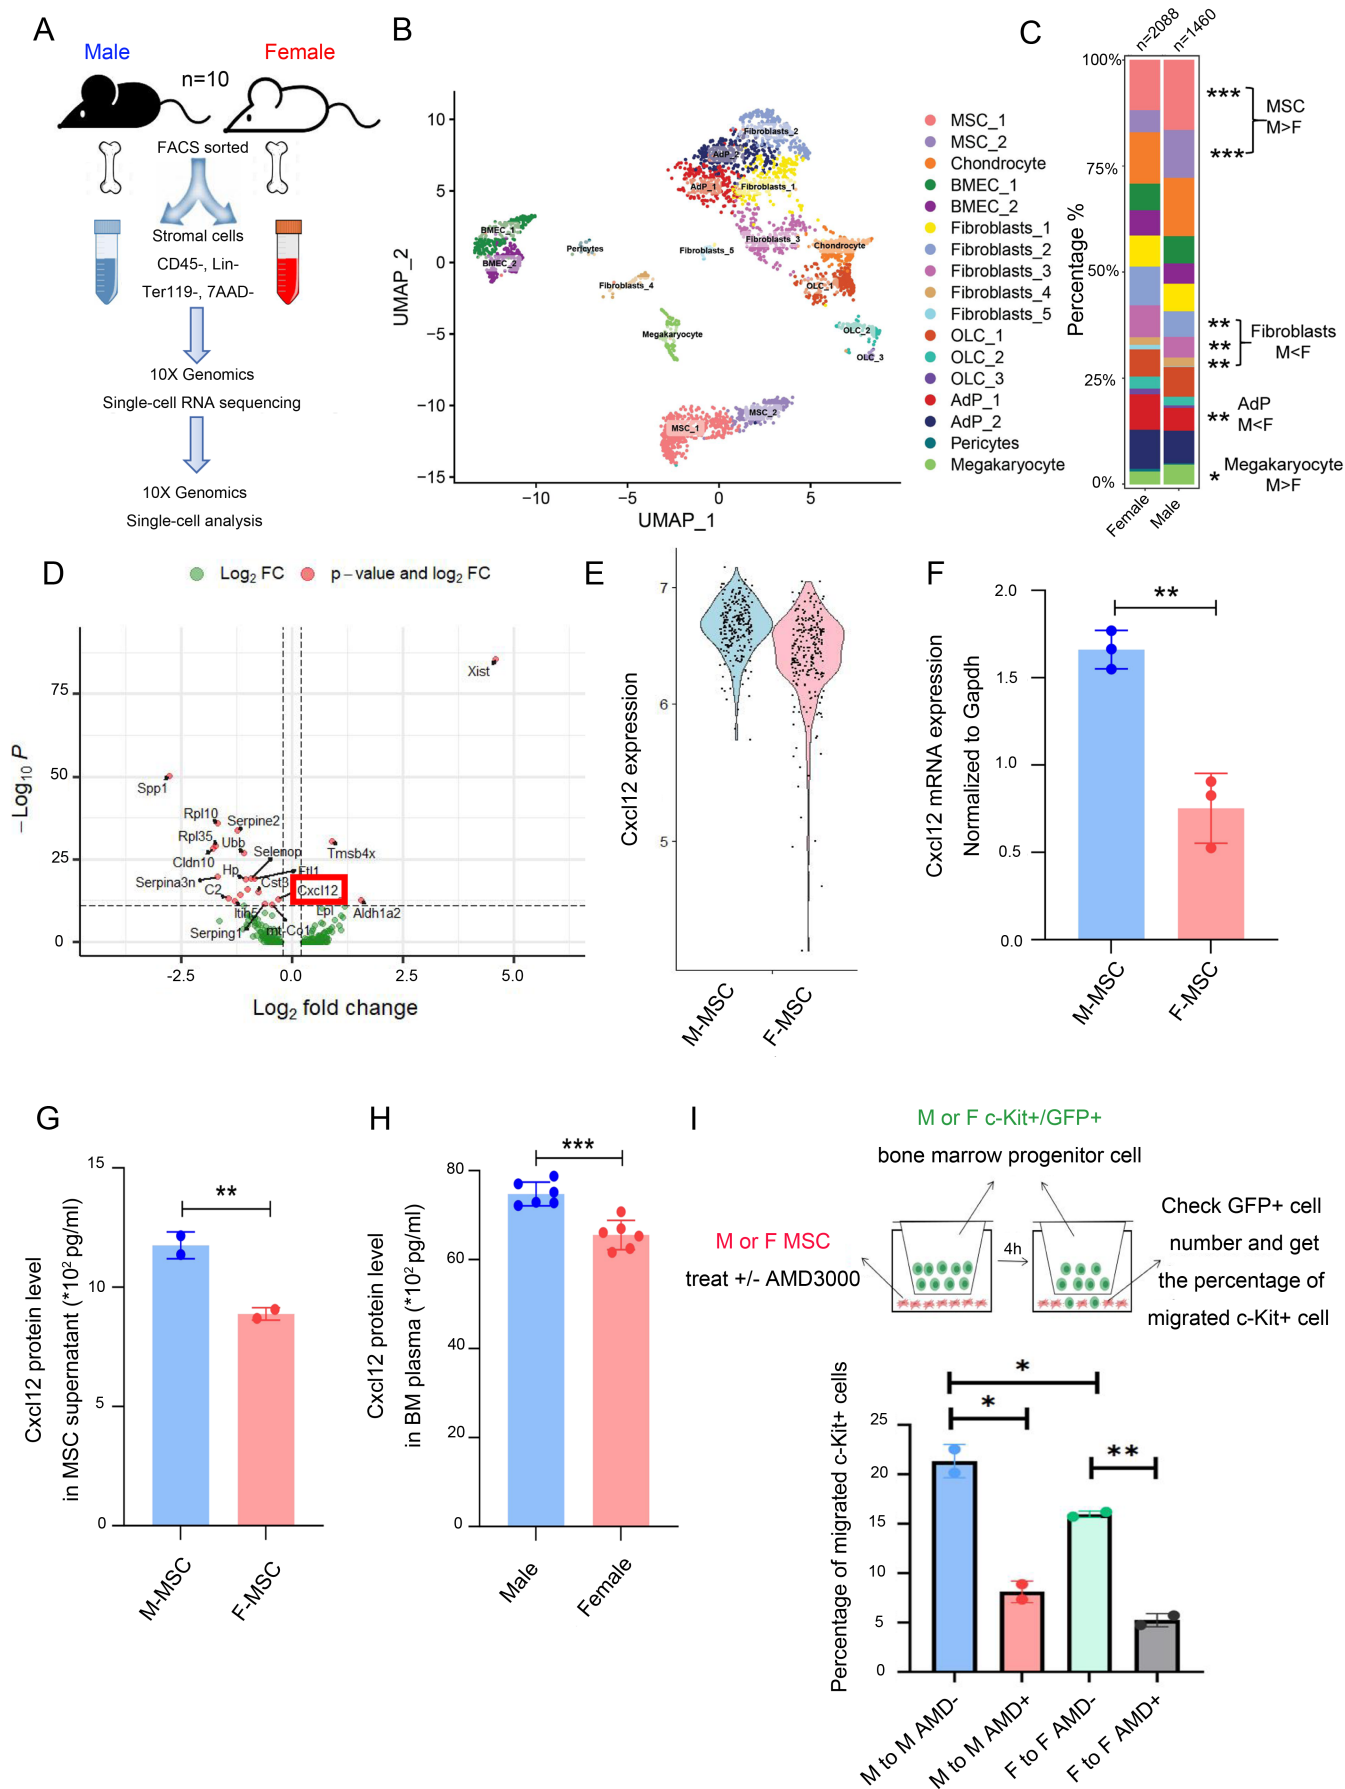 A
Male
Female
n=10
FACS sorted
Stromal cells
CD45-, Lin-
Ter119-, 7AAD-
10X Genomics
Single-cell RNA sequencing
10X Genomics
Single-cell analysis
B
10
5
0
−5
−10
−15
UMAP_2
−10
−5
0
5
UMAP_1
Fibroblasts_2
AdP_2
AdP_1
Fibroblasts_1
BMEC_1
BMEC_2
Pericytes
Fibroblasts_5
Fibroblasts_3
Chondrocyte
Fibroblasts_4
OLC_1
Megakaryocyte
OLC_2
OLC_3
MSC_1
MSC_2
MSC_1
MSC_2
Chondrocyte
BMEC_1
BMEC_2
Fibroblasts_1
Fibroblasts_2
Fibroblasts_3
Fibroblasts_4
Fibroblasts_5
OLC_1
OLC_2
OLC_3
AdP_1
AdP_2
Pericytes
Megakaryocyte
C
n=2088
n=1460
100%
75%
50%
25%
0%
Percentage %
Female
Male
***
***
MSC
M>F
**
**
**
Fibroblasts
M<F
**
AdP
M<F
*
Megakaryocyte
M>F
D
Log2 FC
p−value and log2 FC
−Log10 P
75
50
25
0
-2.5
0.0
2.5
5.0
Log2 fold change
Xist
Spp1
Rpl10
Serpine2
Rpl35
Ubb
Tmsb4x
Cldn10
Selenop
Hp
Ftl1
Serpina3n
Cst3
Cxcl12
C2
Itih5
Lpl
Aldh1a2
Serping1
mt-Co1
E
7
6
5
Cxcl12 expression
M-MSC
F-MSC
F
Cxcl12 mRNA expression
Normalized to Gapdh
2.0
1.5
1.0
0.5
0.0
**
M-MSC
F-MSC
G
Cxcl12 protein level
in MSC supernatant (*10² pg/ml)
15
10
5
0
**
M-MSC
F-MSC
H
Cxcl12 protein level
in BM plasma (*10² pg/ml)
80
60
40
20
0
***
Male
Female
I
M or F c-Kit+/GFP+
bone marrow progenitor cell
M or F MSC
treat +/- AMD3000
4h
Check GFP+ cell
number and get
the percentage of
migrated c-Kit+ cell
Percentage of migrated c-Kit+ cells
25
20
15
10
5
0
*
*
**
M to M AMD-
M to M AMD+
F to F AMD-
F to F AMD+